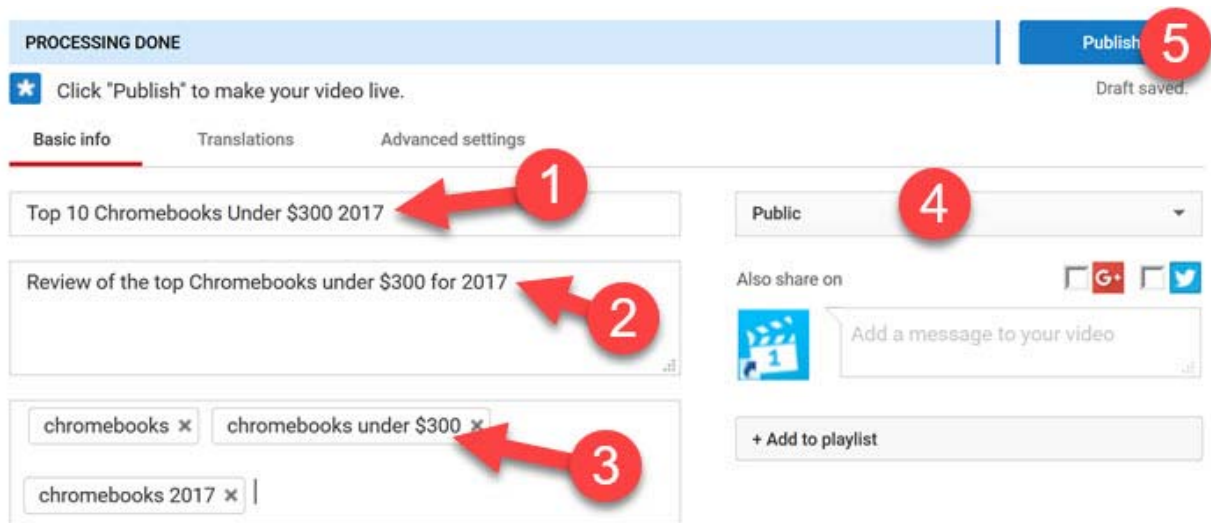 PROCESSING DONE
Publish
5
Click "Publish" to make your video live.
Draft saved.
Basic info
Translations
Advanced settings
1
Top 10 Chromebooks Under $300 2017
Public
4
Review of the top Chromebooks under $300 for 2017
2
Also share on
G+
Add a message to your video
1
chromebooks × chromebooks under $300 ×
3
chromebooks 2017 ×
+ Add to playlist